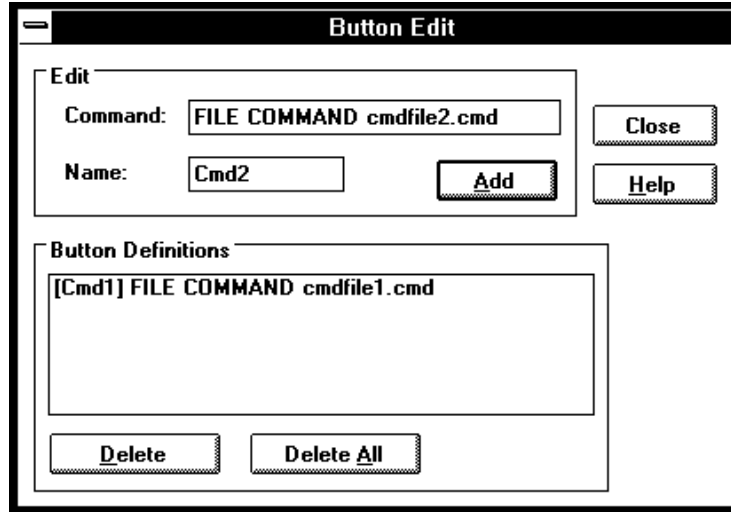 Button Edit
Edit
Command: FILE COMMAND cmdfile2.cmd
Close
Name: Cmd2
Add
Help
Button Definitions
[Cmd1] FILE COMMAND cmdfile1.cmd
Delete
Delete All